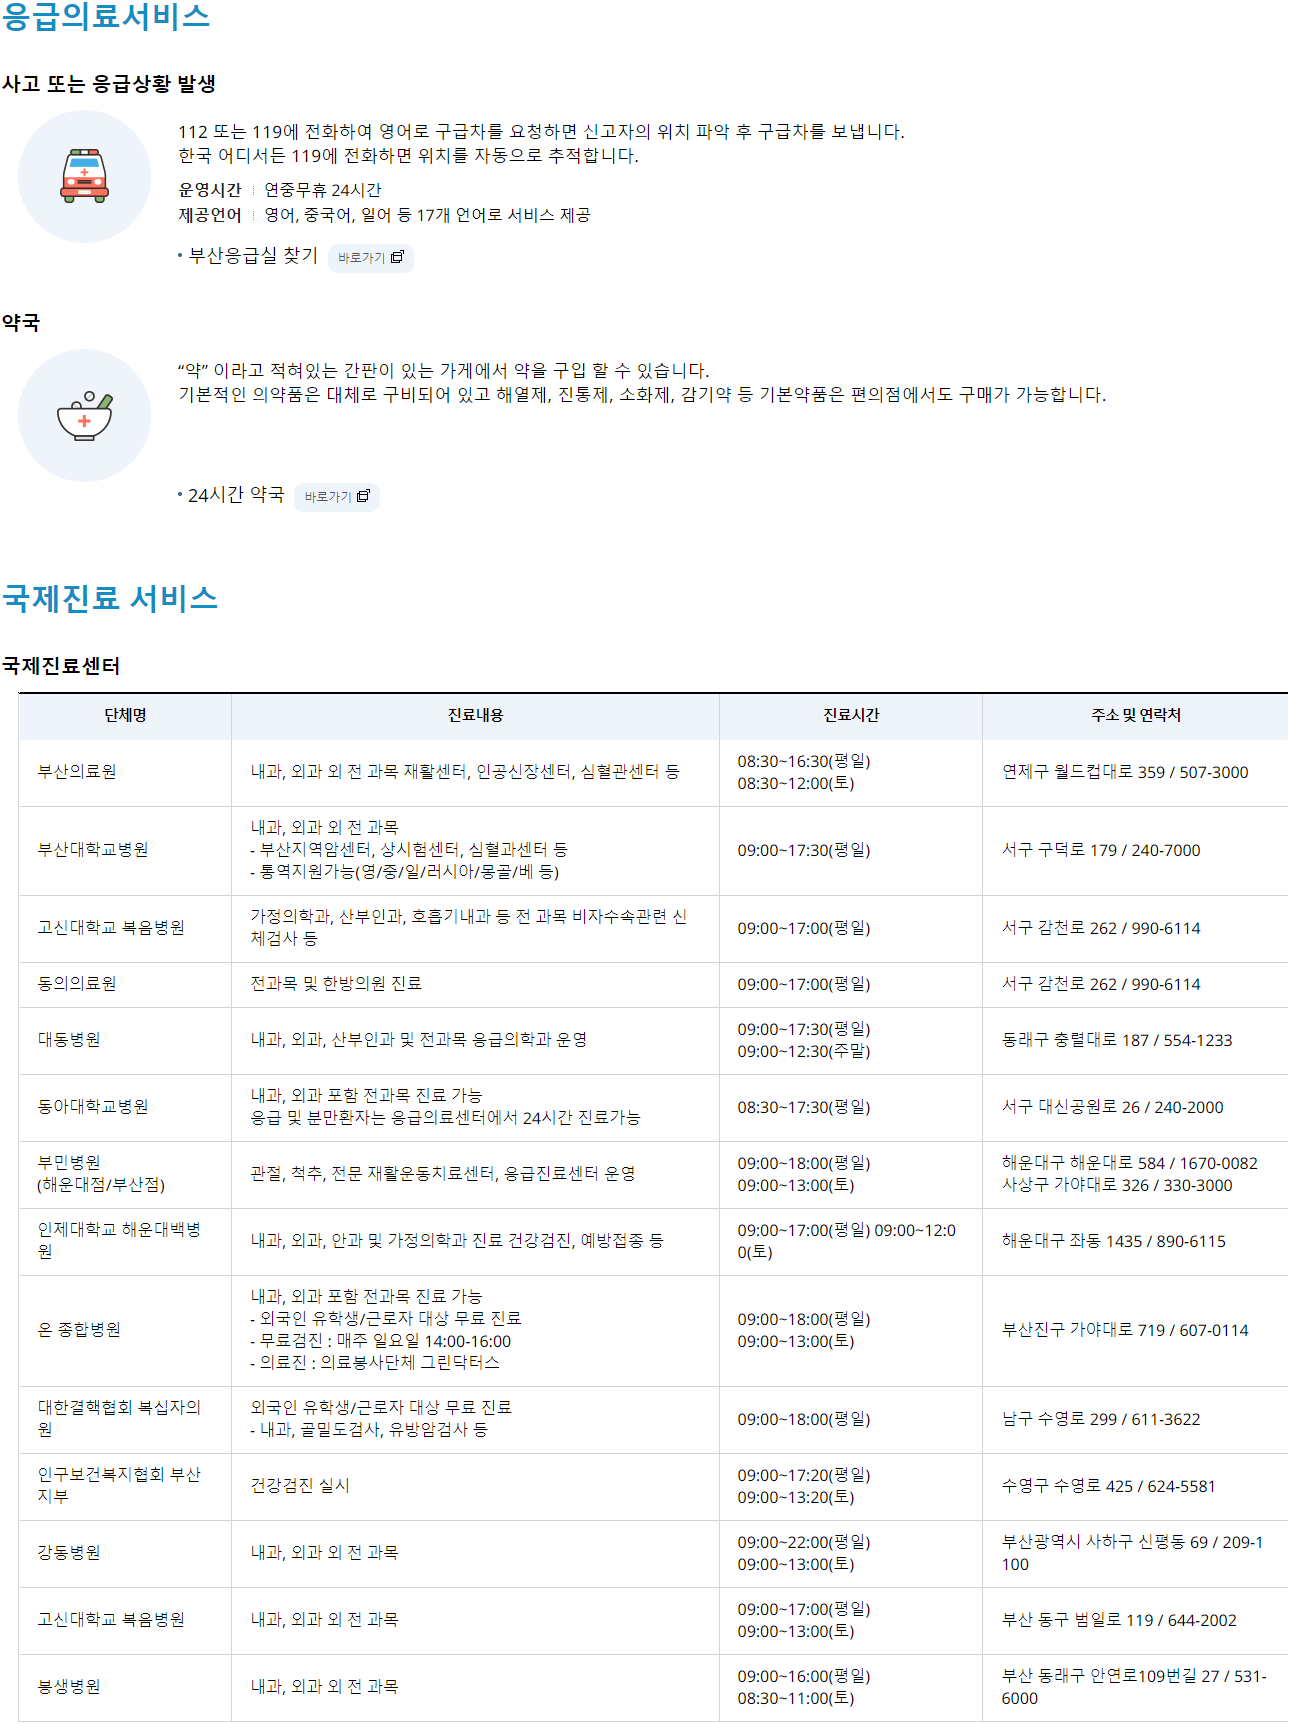 응급의료서비스
사고 또는 응급상황 발생
112 또는 119에 전화하여 영어로 구급차를 요청하면 신고자의 위치 파악 후 구급차를 보냅니다.
한국 어디서든 119에 전화하면 위치를 자동으로 추적합니다.
운영시간 연중무휴 24시간
제공언어 영어, 중국어, 일어 등 17개 언어로 서비스 제공
• 부산응급실 찾기 바로가기
약국
“약” 이라고 적혀있는 간판이 있는 가게에서 약을 구입 할 수 있습니다.
기본적인 의약품은 대체로 구비되어 있고 해열제, 진통제, 소화제, 감기약 등 기본약품은 편의점에서도 구매가 가능합니다.
• 24시간 약국 바로가기
국제진료 서비스
국제진료센터
단체명 진료내용 진료시간 주소 및 연락처
부산의료원
내과, 외과 외 전 과목 재활센터, 인공신장센터, 심혈관센터 등
08:30~16:30(평일)
08:30~12:00(토)
연제구 월드컵대로 359 / 507-3000
부산대학교병원
내과, 외과 외 전 과목
- 부산지역암센터, 상시험센터, 심혈과센터 등
- 통역지원가능(영/중/일/러시아/몽골/베 등)
09:00~17:30(평일)
서구 구덕로 179 / 240-7000
고신대학교 복음병원
가정의학과, 산부인과, 호흡기내과 등 전 과목 비자수속관련 신
체검사 등
09:00~17:00(평일)
서구 감천로 262 / 990-6114
동의의료원
전과목 및 한방의원 진료
09:00~17:00(평일)
서구 감천로 262 / 990-6114
대동병원
내과, 외과, 산부인과 및 전과목 응급의학과 운영
09:00~17:30(평일)
09:00~12:30(주말)
동래구 충렬대로 187 / 554-1233
동아대학교병원
내과, 외과 포함 전과목 진료 가능
응급 및 분만환자는 응급의료센터에서 24시간 진료가능
08:30~17:30(평일)
서구 대신공원로 26 / 240-2000
부민병원
(해운대점/부산점)
관절, 척추, 전문 재활운동치료센터, 응급진료센터 운영
09:00~18:00(평일)
09:00~13:00(토)
해운대구 해운대로 584 / 1670-0082
사상구 가야대로 326 / 330-3000
인제대학교 해운대백병
원
내과, 외과, 안과 및 가정의학과 진료 건강검진, 예방접종 등
09:00~17:00(평일) 09:00~12:0
0(토)
해운대구 좌동 1435 / 890-6115
온 종합병원
내과, 외과 포함 전과목 진료 가능
- 외국인 유학생/근로자 대상 무료 진료
- 무료검진 : 매주 일요일 14:00-16:00
- 의료진 : 의료봉사단체 그린닥터스
09:00~18:00(평일)
09:00~13:00(토)
부산진구 가야대로 719 / 607-0114
대한결핵협회 복십자의
원
외국인 유학생/근로자 대상 무료 진료
- 내과, 골밀도검사, 유방암검사 등
09:00~18:00(평일)
남구 수영로 299 / 611-3622
인구보건복지협회 부산
지부
건강검진 실시
09:00~17:20(평일)
09:00~13:20(토)
수영구 수영로 425 / 624-5581
강동병원
내과, 외과 외 전 과목
09:00~22:00(평일)
09:00~13:00(토)
부산광역시 사하구 신평동 69 / 209-1
100
고신대학교 복음병원
내과, 외과 외 전 과목
09:00~17:00(평일)
09:00~13:00(토)
부산 동구 범일로 119 / 644-2002
봉생병원
내과, 외과 외 전 과목
09:00~16:00(평일)
08:30~11:00(토)
부산 동래구 안연로109번길 27 / 531-
6000